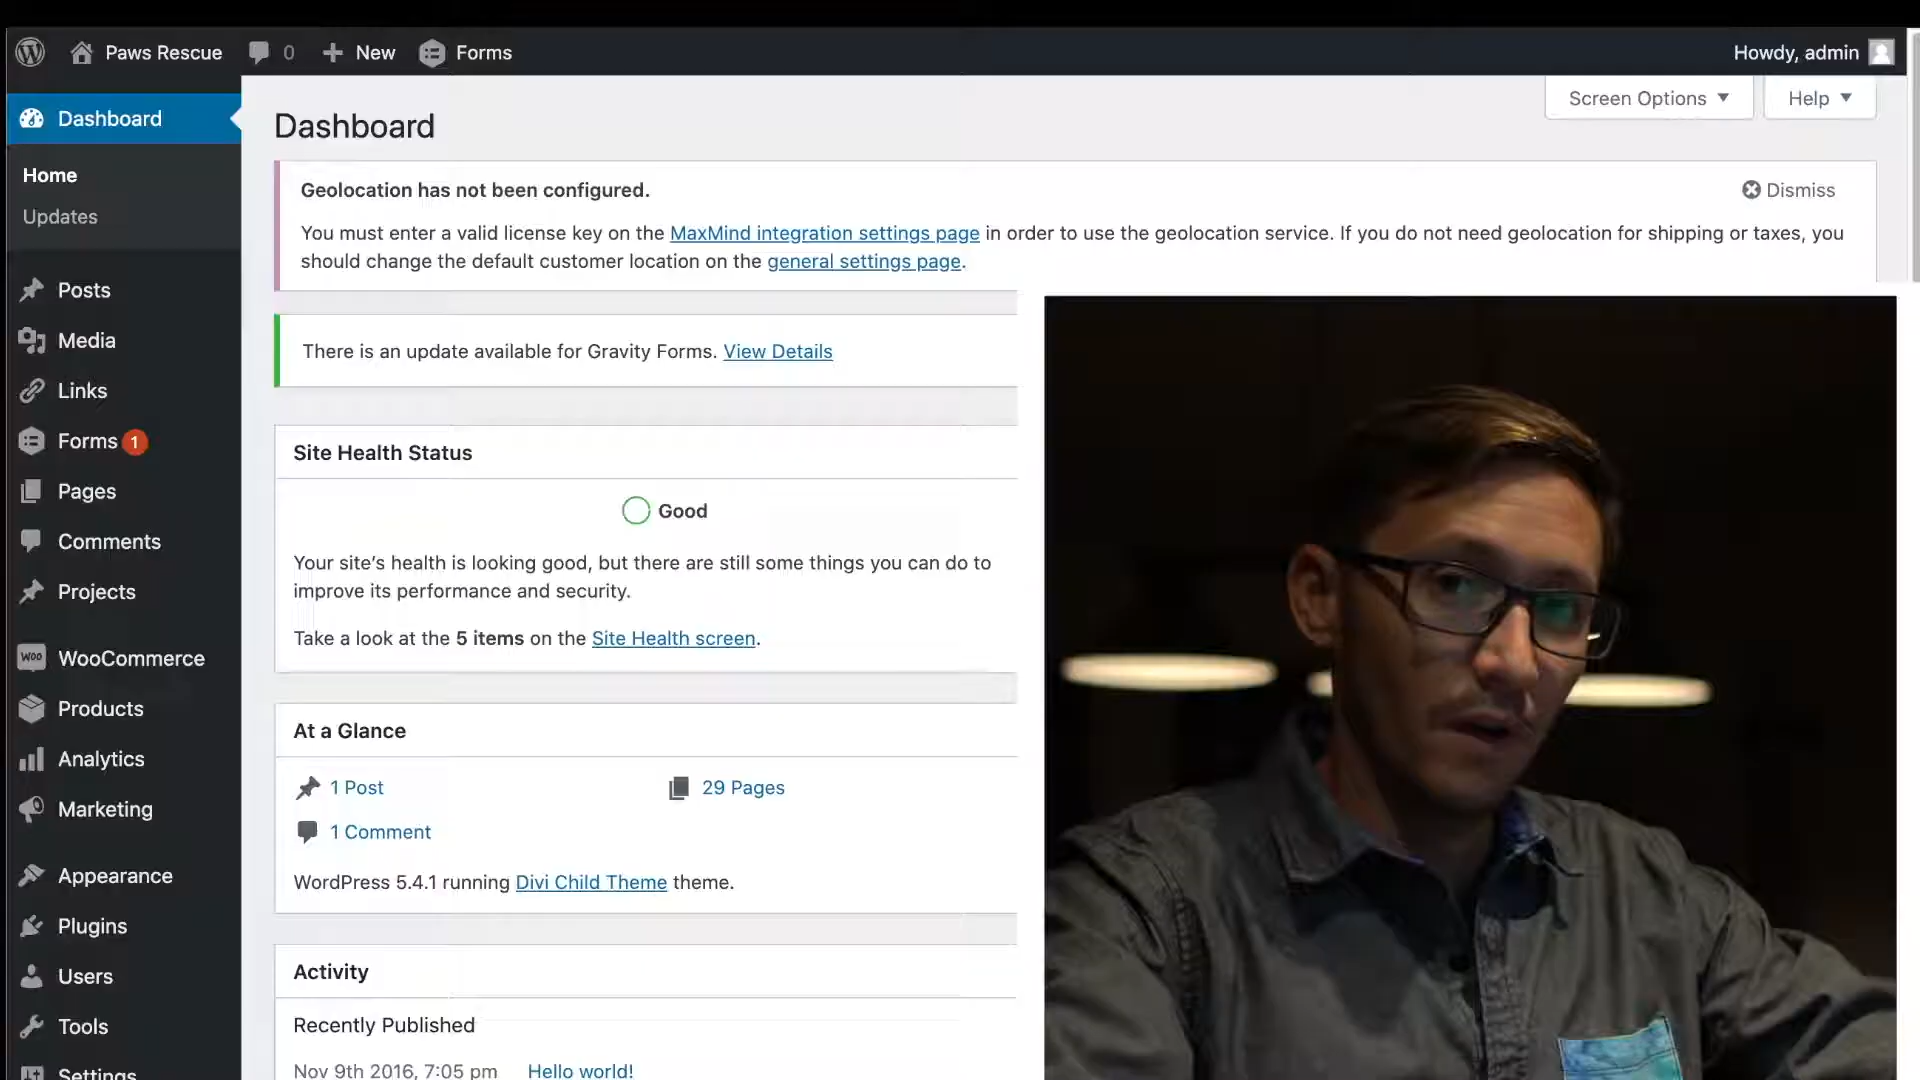 Paws Rescue 0 New Forms Howdy, admin
Screen Options Help
Dashboard
Home
Updates
Posts
Media
Links
Forms 1
Pages
Comments
Projects
WOO WooCommerce
Products
Analytics
Marketing
Appearance
Plugins
Users
Tools
Settings
Dashboard
Geolocation has not been configured. Dismiss
You must enter a valid license key on the MaxMind integration settings page in order to use the geolocation service. If you do not need geolocation for shipping or taxes, you
should change the default customer location on the general settings page.
There is an update available for Gravity Forms. View Details
Site Health Status
Good
Your site’s health is looking good, but there are still some things you can do to
improve its performance and security.
Take a look at the 5 items on the Site Health screen.
At a Glance
1 Post 29 Pages
1 Comment
WordPress 5.4.1 running Divi Child Theme theme.
Activity
Recently Published
Nov 9th 2016, 7:05 pm Hello world!